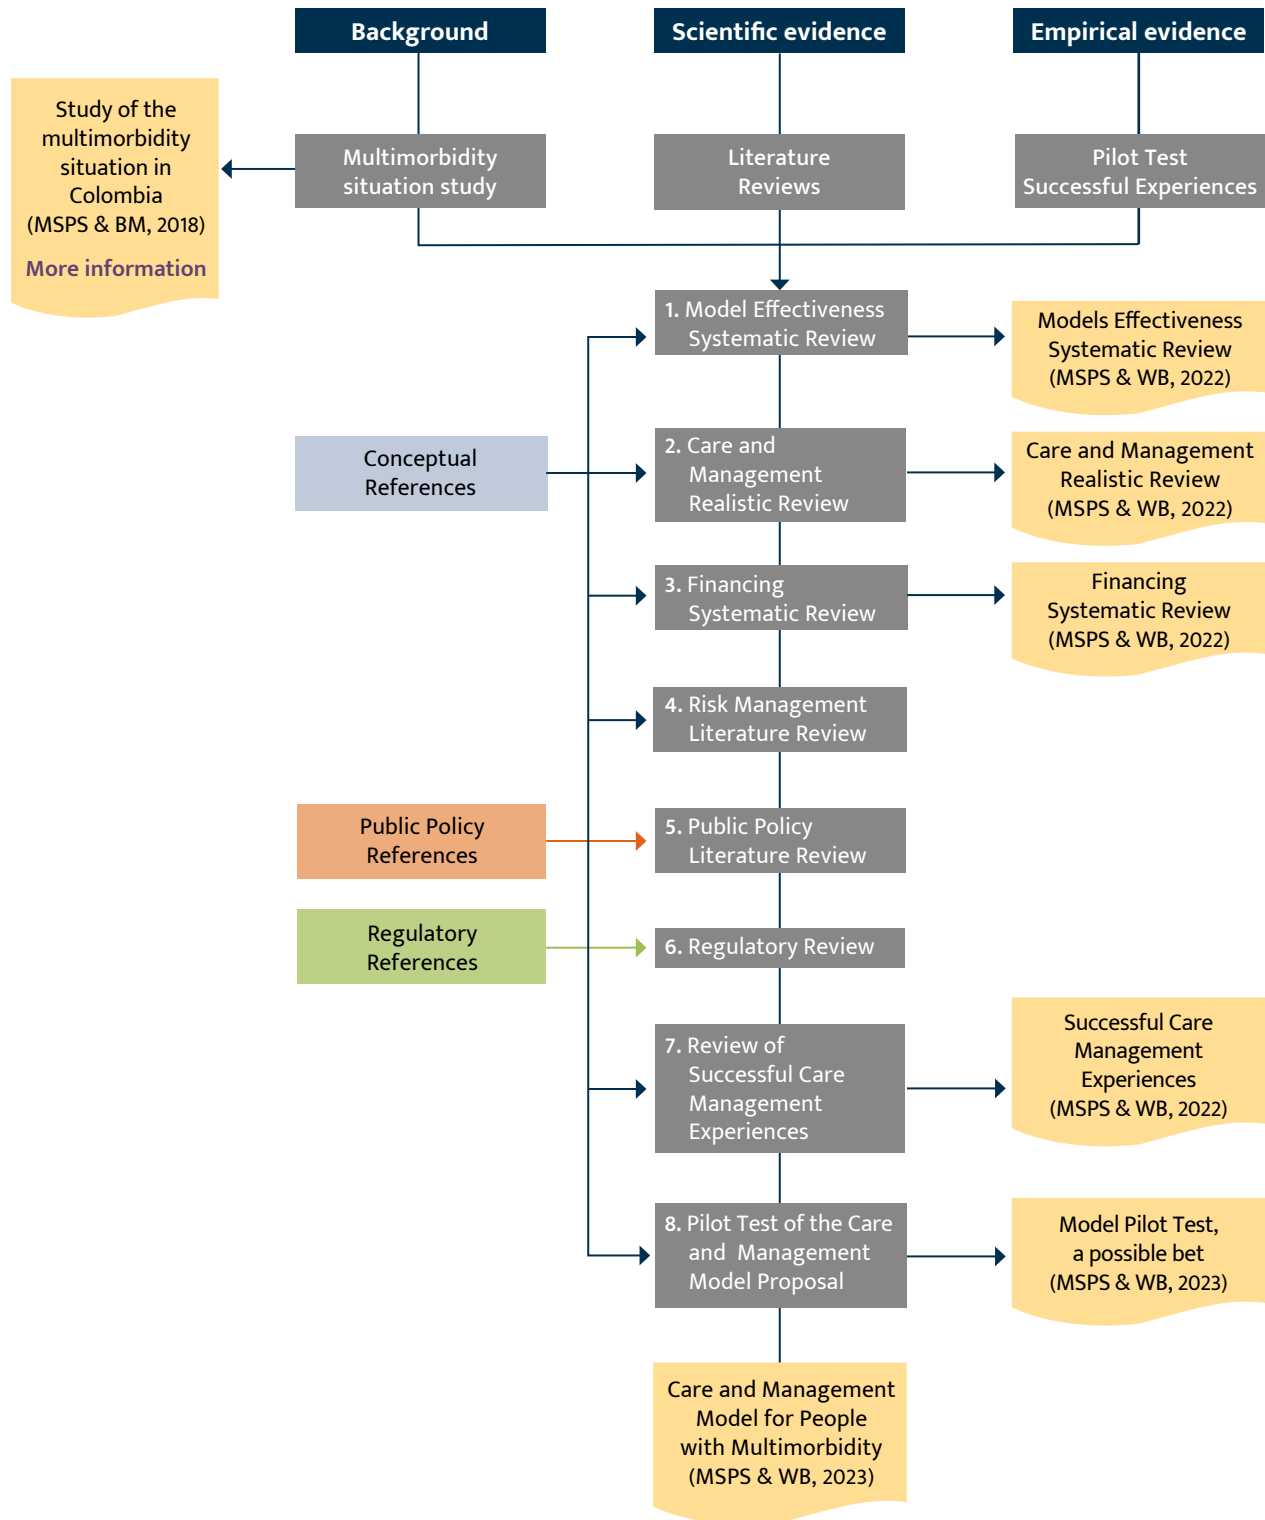 Background
Scientific evidence
Empirical evidence
Study of the
multimorbidity
situation in
Colombia
(MSPS & BM, 2018)
More information
Multimorbidity
situation study
Literature
Reviews
Pilot Test
Successful Experiences
1. Model Effectiveness
Systematic Review
Models Effectiveness
Systematic Review
(MSPS & WB, 2022)
Conceptual
References
2. Care and
Management
Realistic Review
Care and Management
Realistic Review
(MSPS & WB, 2022)
3. Financing
Systematic Review
Financing
Systematic Review
(MSPS & WB, 2022)
4. Risk Management
Literature Review
Public Policy
References
5. Public Policy
Literature Review
Regulatory
References
6. Regulatory Review
7. Review of
Successful Care
Management
Experiences
Successful Care
Management
Experiences
(MSPS & WB, 2022)
8. Pilot Test of the Care
and Management
Model Proposal
Model Pilot Test,
a possible bet
(MSPS & WB, 2023)
Care and Management
Model for People
with Multimorbidity
(MSPS & WB, 2023)